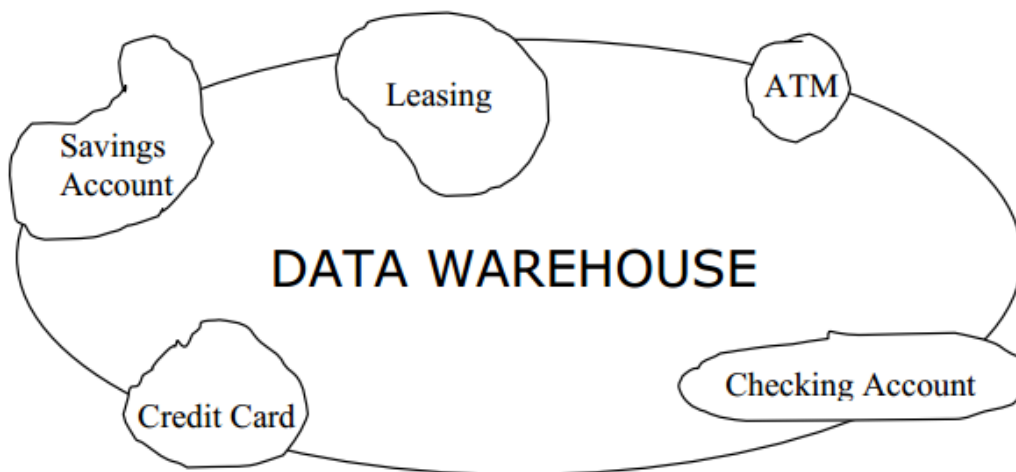 Leasing
ATM
Savings
Account
DATA WAREHOUSE
Checking Account
Credit Card